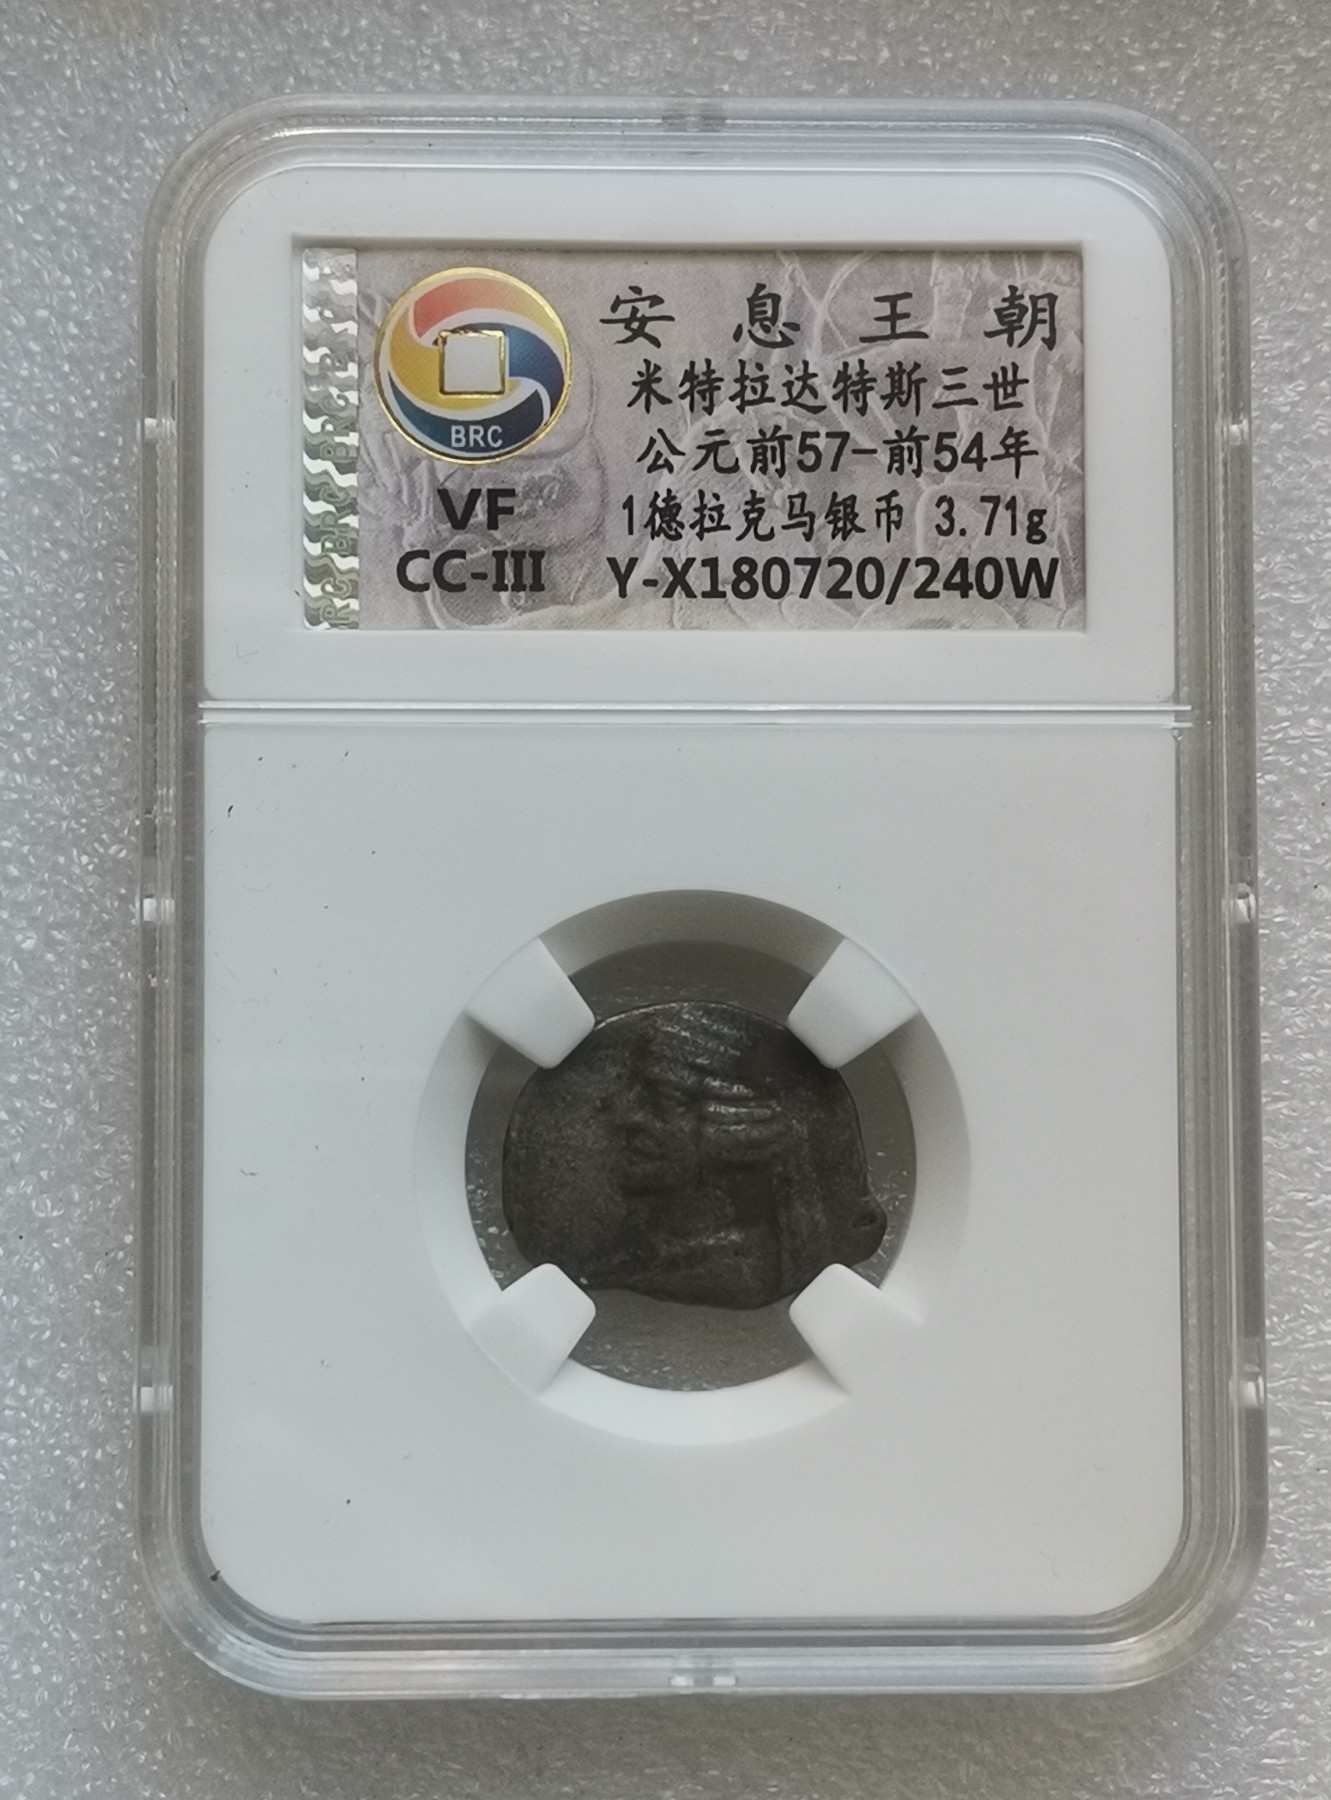 安息王朝
米特拉达特斯三世
公元前57-前54年
1德拉克马银币 3.71g
Y-X180720/240W
BRC
VF
CC-III